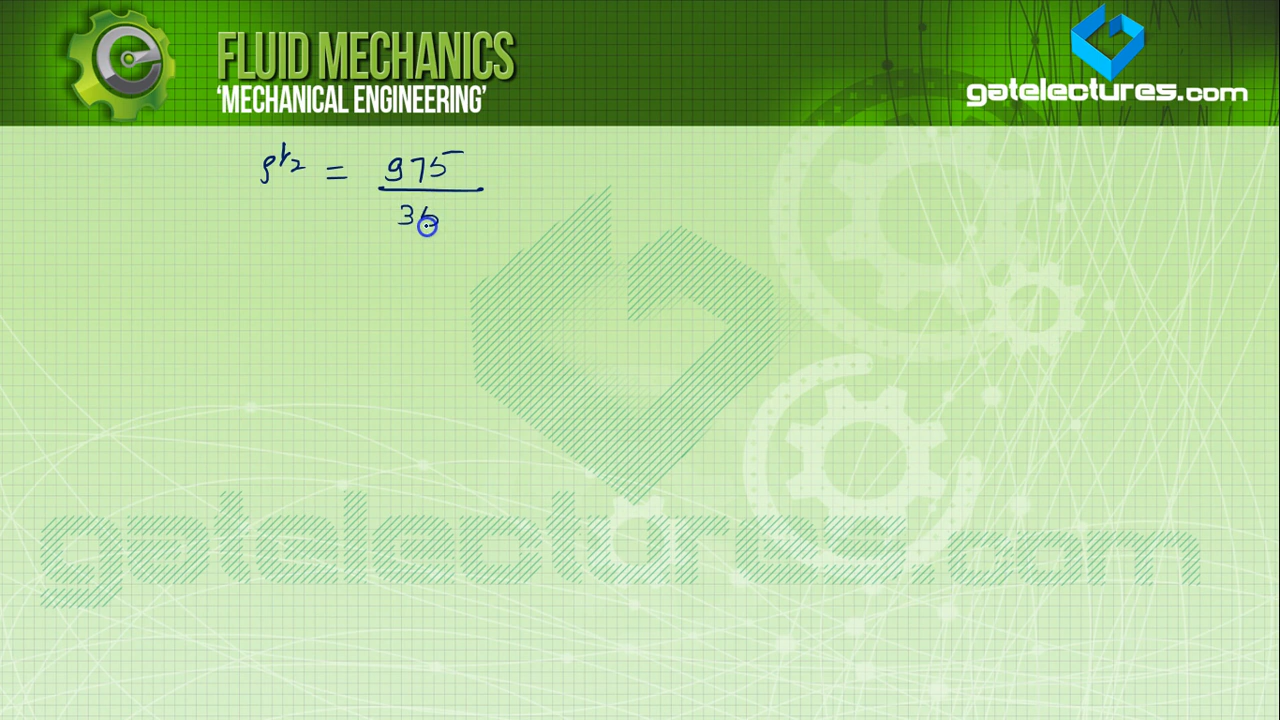 FLUID MECHANICS
'MECHANICAL ENGINEERING'
gatelectures.com
ρ^{1/2} = 975
36
gatelectures.com